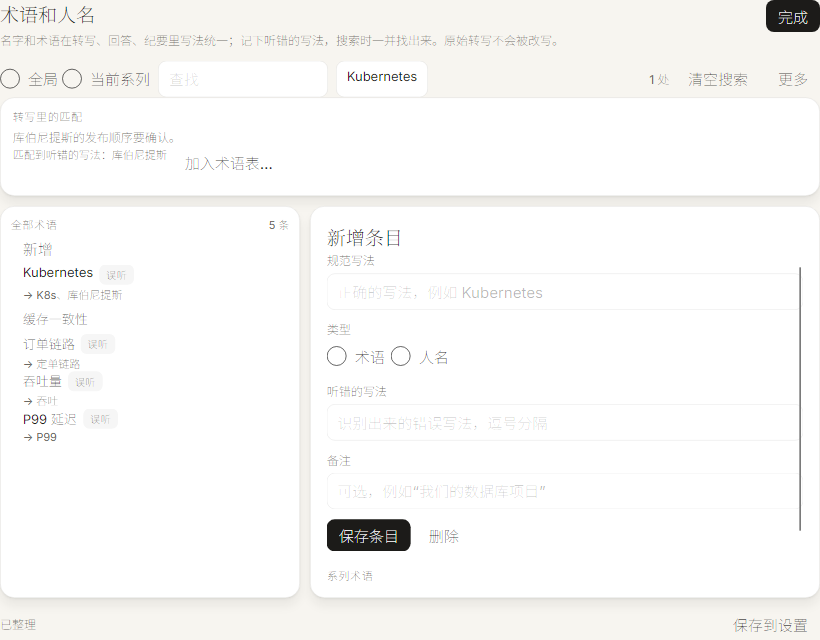 术语和人名
完成
名字和术语在转写、回答、纪要里写法统一；记下听错的写法，搜索时一并找出来。原始转写不会被改写。
全局 当前系列 查找 Kubernetes 1 处 清空搜索 更多
转写里的匹配
库伯尼提斯的发布顺序要确认。
匹配到听错的写法：库伯尼提斯
加入术语表...
全部术语 5 条
新增
Kubernetes 误听
→ K8s、库伯尼提斯
缓存一致性
订单链路 误听
→ 定单链路
吞吐量 误听
→ 吞吐
P99 延迟 误听
→ P99
新增条目
规范写法
正确的写法，例如 Kubernetes
类型
术语 人名
听错的写法
识别出来的错误写法，逗号分隔
备注
可选，例如“我们的数据库项目”
保存条目 删除
系列术语
已整理
保存到设置